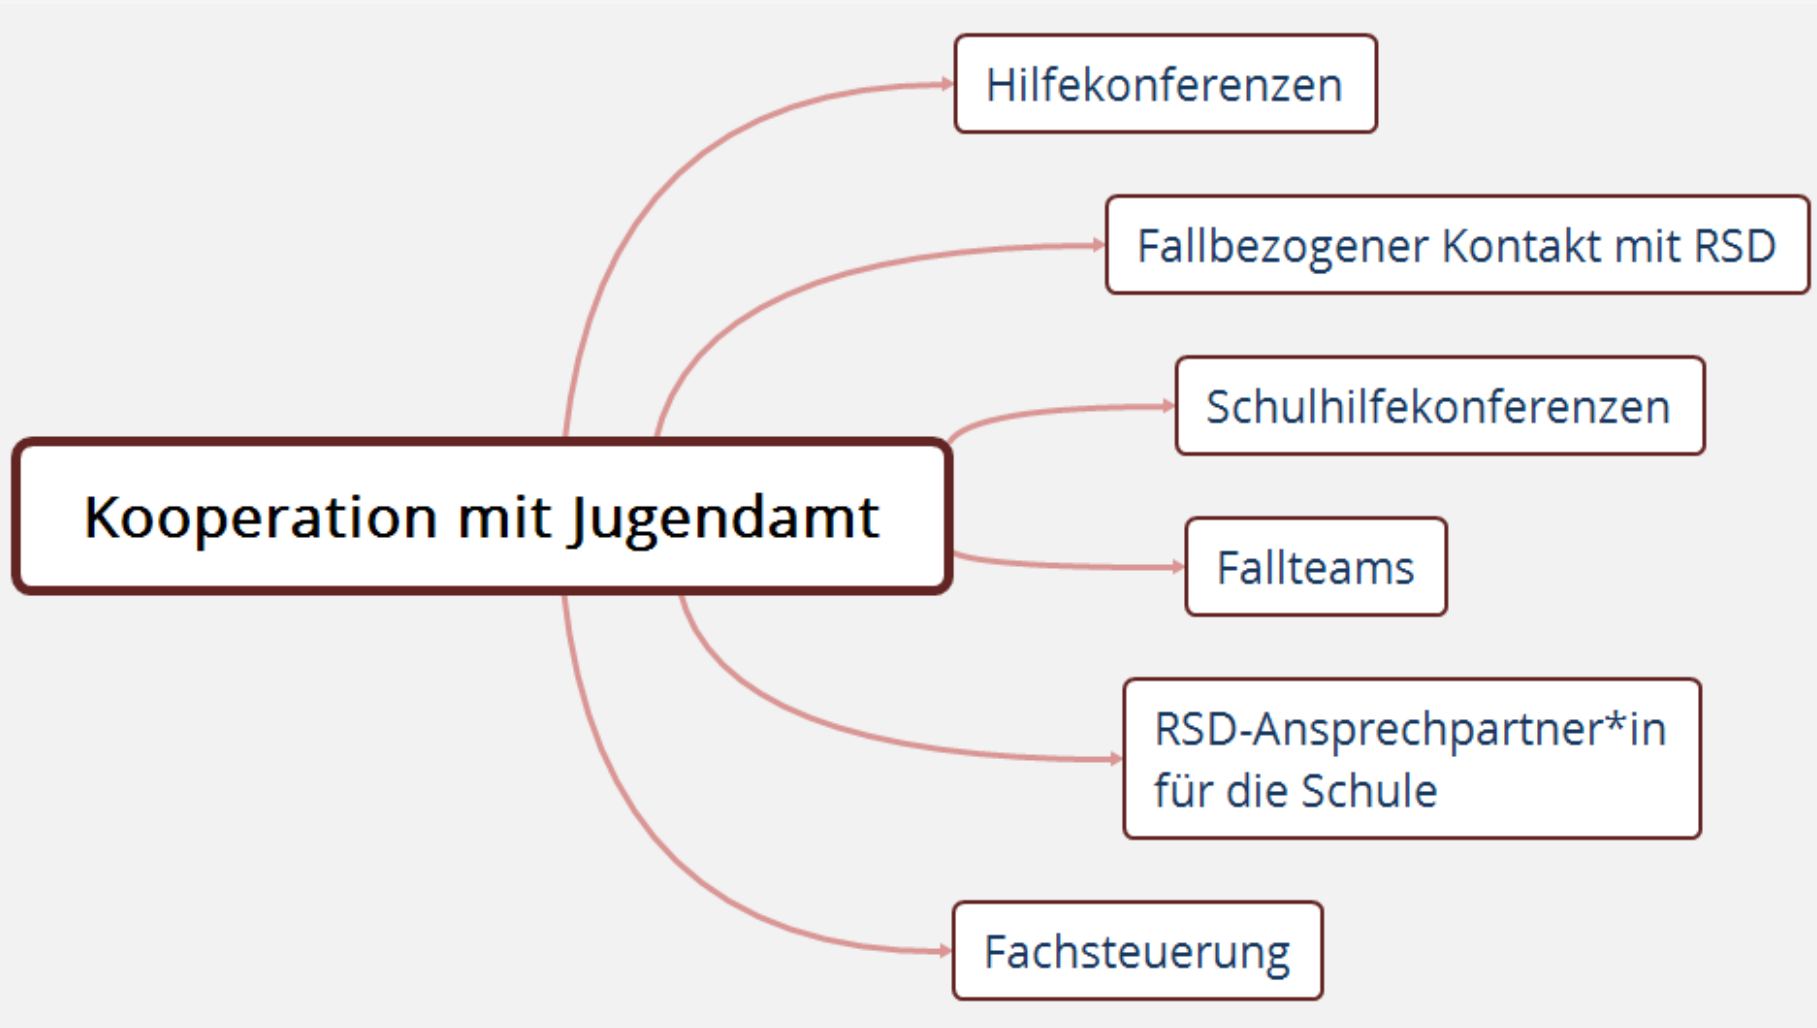 Hilfekonferenzen
Fallbezogener Kontakt mit RSD
Schulhilfekonferenzen
Kooperation mit Jugendamt
Fallteams
RSD-Ansprechpartner*in
für die Schule
Fachsteuerung